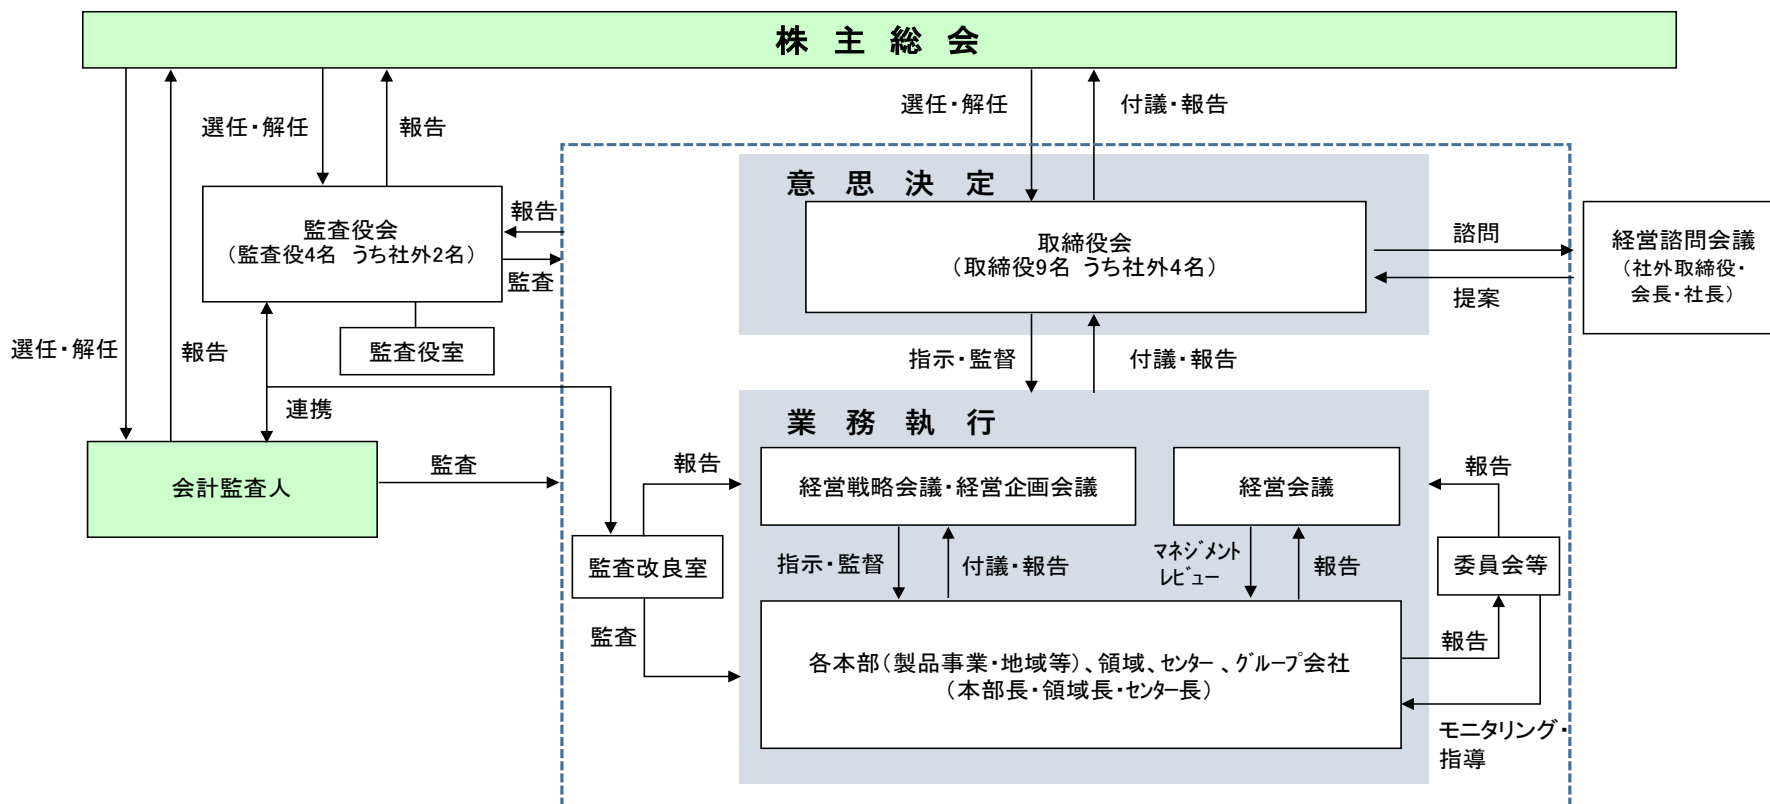 株主総会
選任・解任
報告
選任・解任
付議・報告
意思決定
監査役会
（監査役4名 うち社外2名）
報告
監査
取締役会
（取締役9名 うち社外4名）
諮問
提案
経営諮問会議
（社外取締役・
会長・社長）
選任・解任
報告
監査役室
指示・監督
付議・報告
連携
業務執行
会計監査人
監査
報告
経営戦略会議・経営企画会議
経営会議
報告
監査改良室
指示・監督
付議・報告
マネジメント
レビュー
報告
委員会等
監査
各本部（製品事業・地域等）、領域、センター、グループ会社
（本部長・領域長・センター長）
報告
モニタリング・
指導